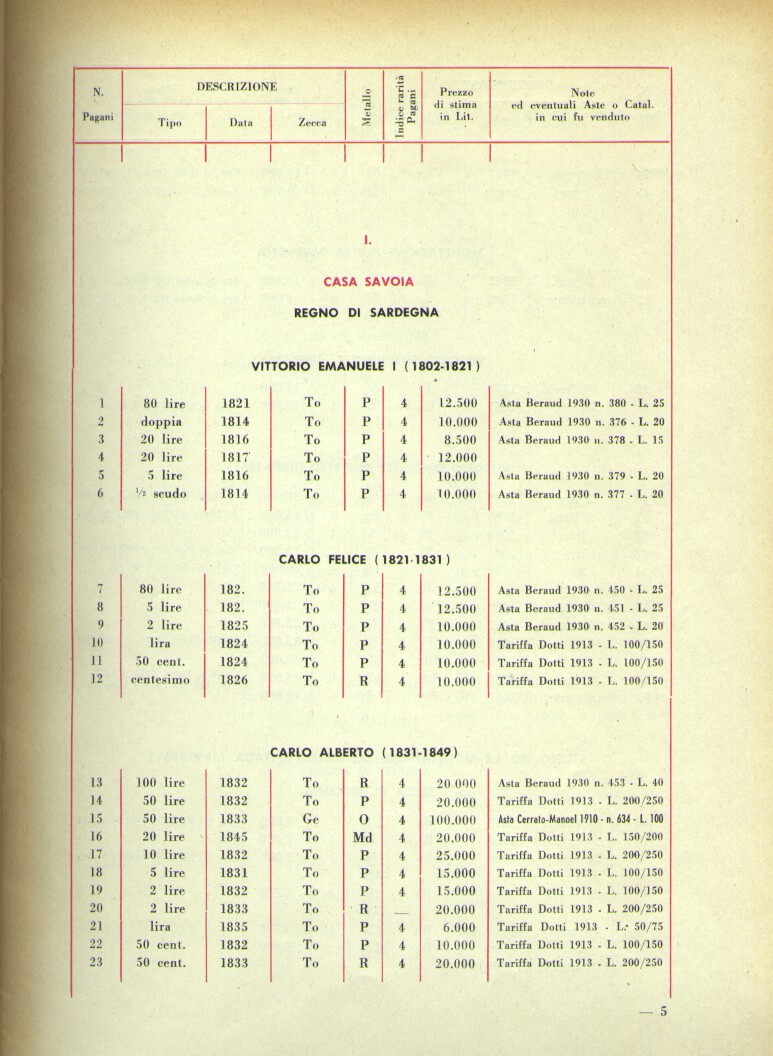 N. Pagani DESCRIZIONE Metallo Indice rarità Pagani Prezzo di stima in Lit. Note ed eventuali Aste o Catal. in cui fu venduto
Tipo Data Zecca
I.
CASA SAVOIA
REGNO DI SARDEGNA
VITTORIO EMANUELE I (1802-1821)
1 80 lire 1821 To P 4 12.500 Asta Beraud 1930 n. 380 - L. 25
2 doppia 1814 To P 4 10.000 Asta Beraud 1930 n. 376 - L. 20
3 20 lire 1816 To P 4 8.500 Asta Beraud 1930 n. 378 - L. 15
4 20 lire 1817 To P 4 12.000
5 5 lire 1816 To P 4 10.000 Asta Beraud 1930 n. 379 - L. 20
6 ½ scudo 1814 To P 4 10.000 Asta Beraud 1930 n. 377 - L. 20
CARLO FELICE (1821-1831)
7 80 lire 182. To P 4 12.500 Asta Beraud 1930 n. 450 - L. 25
8 5 lire 182. To P 4 12.500 Asta Beraud 1930 n. 451 - L. 25
9 2 lire 1825 To P 4 10.000 Asta Beraud 1930 n. 452 - L. 20
10 lira 1824 To P 4 10.000 Tariffa Dotti 1913 - L. 100/150
11 50 cent. 1824 To P 4 10.000 Tariffa Dotti 1913 - L. 100/150
12 centesimo 1826 To R 4 10.000 Tariffa Dotti 1913 - L. 100/150
CARLO ALBERTO (1831-1849)
13 100 lire 1832 To R 4 20.000 Asta Beraud 1930 n. 453 - L. 40
14 50 lire 1832 To P 4 20.000 Tariffa Dotti 1913 - L. 200/250
15 50 lire 1833 Ge O 4 100.000 Asta Cerrato-Manoel 1910 - n. 634 - L. 100
16 20 lire 1845 To Md 4 20.000 Tariffa Dotti 1913 - L. 150/200
17 10 lire 1832 To P 4 25.000 Tariffa Dotti 1913 - L. 200/250
18 5 lire 1831 To P 4 15.000 Tariffa Dotti 1913 - L. 100/150
19 2 lire 1832 To P 4 15.000 Tariffa Dotti 1913 - L. 100/150
20 2 lire 1833 To R — 20.000 Tariffa Dotti 1913 - L. 200/250
21 lira 1835 To P 4 6.000 Tariffa Dotti 1913 - L. 50/75
22 50 cent. 1832 To P 4 10.000 Tariffa Dotti 1913 - L. 100/150
23 50 cent. 1833 To R 4 20.000 Tariffa Dotti 1913 - L. 200/250
— 5